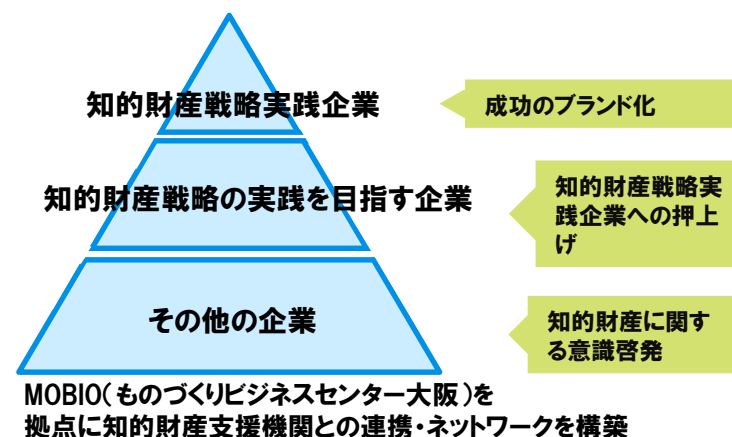 知的財産戦略実践企業
成功のブランド化
知的財産戦略の実践を目指す企業
知的財産戦略実
践企業への押上
げ
その他の企業
知的財産に関す
る意識啓発
MOBIO(ものづくりビジネスセンター大阪)を
拠点に知的財産支援機関との連携・ネットワークを構築